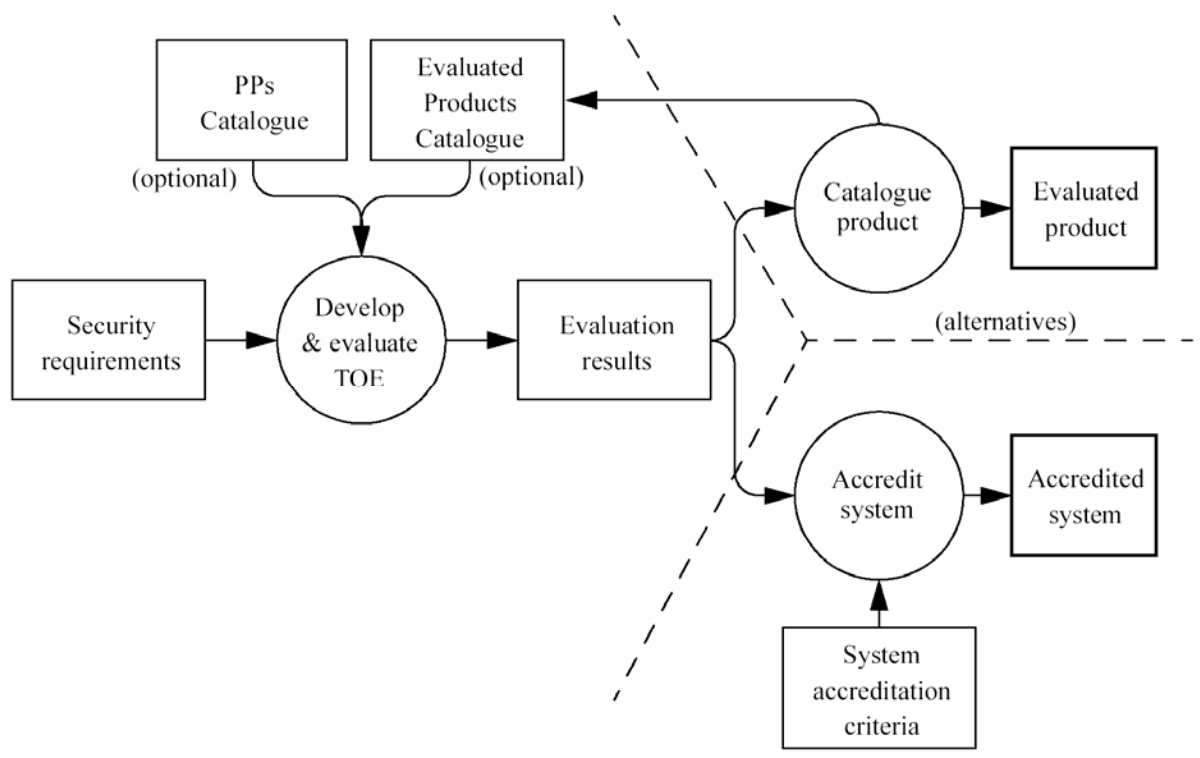 PPs
Catalogue
(optional)
Evaluated
Products
Catalogue
(optional)
Security
requirements
Develop
& evaluate
TOE
Evaluation
results
Catalogue
product
Evaluated
product
(alternatives)
Accredit
system
Accredited
system
System
accreditation
criteria